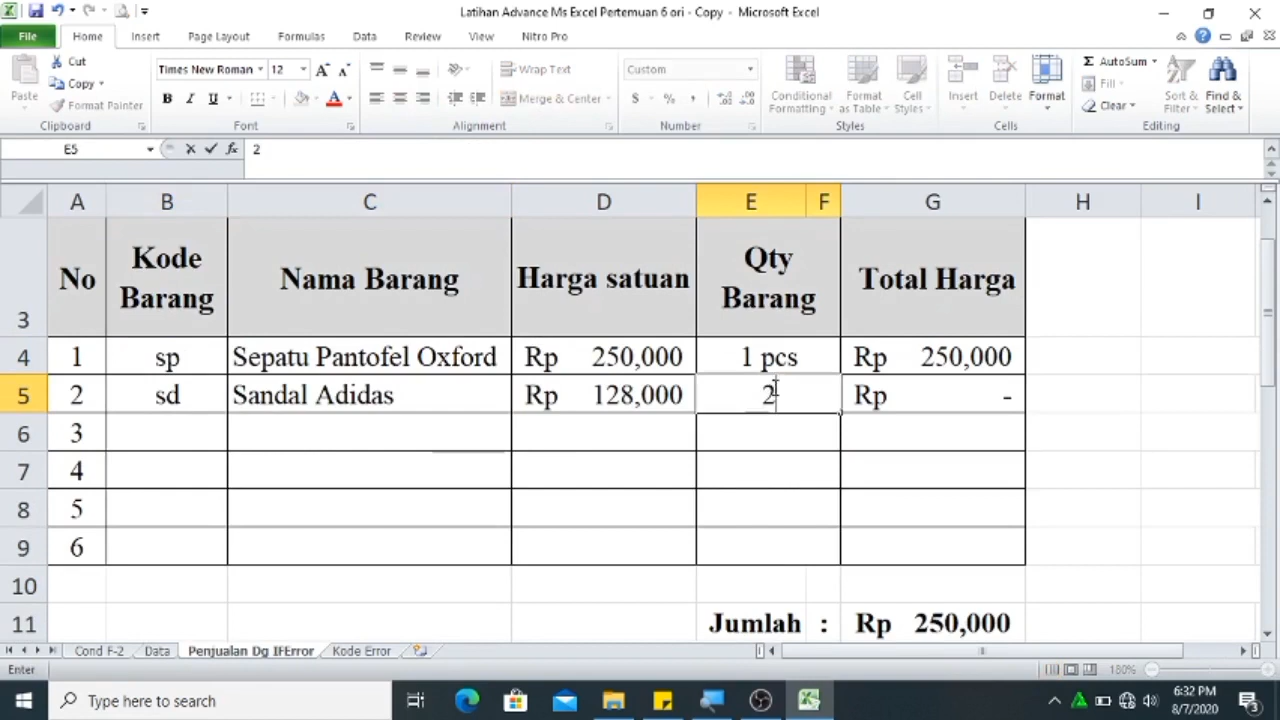 Latihan Advance Ms Excel Pertemuan 6 ori - Copy - Microsoft Excel
File Home Insert Page Layout Formulas Data Review View Nitro Pro
Paste
Cut
Copy
Format Painter
Clipboard
Times New Roman 12 A A
B I U A
Font
Wrap Text
Merge & Center
Alignment
Custom
$ % ,
Number
Conditional Formatting
Format as Table
Cell Styles
Styles
Insert Delete Format
Cells
Σ AutoSum
Fill
Clear
Sort & Filter
Find & Select
Editing
E5 fx 2
A B C D E F G H I
3 No Kode Barang Nama Barang Harga satuan Qty Barang Total Harga
4 1 sp Sepatu Pantofel Oxford Rp 250,000 1 pcs Rp 250,000
5 2 sd Sandal Adidas Rp 128,000 2 Rp -
6 3
7 4
8 5
9 6
10
11 Jumlah : Rp 250,000
Cond F-2 Data Penjualan Dg IFError Kode Error
Enter 180%
Type here to search
6:32 PM
8/7/2020
3